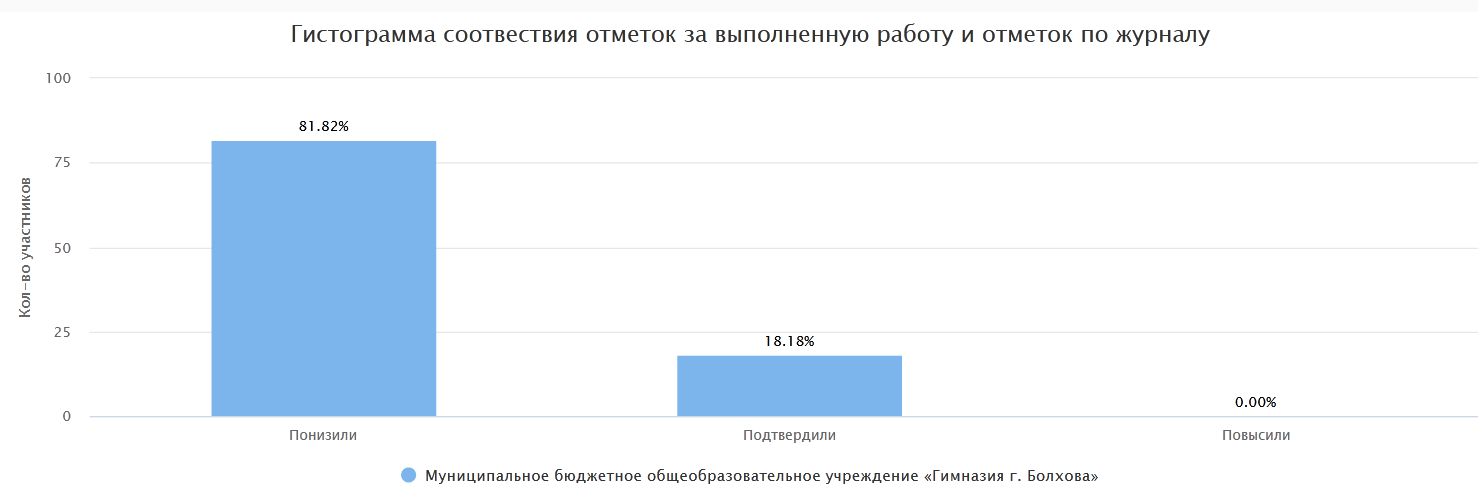 Гистограмма соотвествия отметок за выполненную работу и отметок по журналу
100
75
50
25
0
Кол-во участников
81.82%
18.18%
0.00%
Понизили
Подтвердили
Повысили
Муниципальное бюджетное общеобразовательное учреждение «Гимназия г. Болхова»